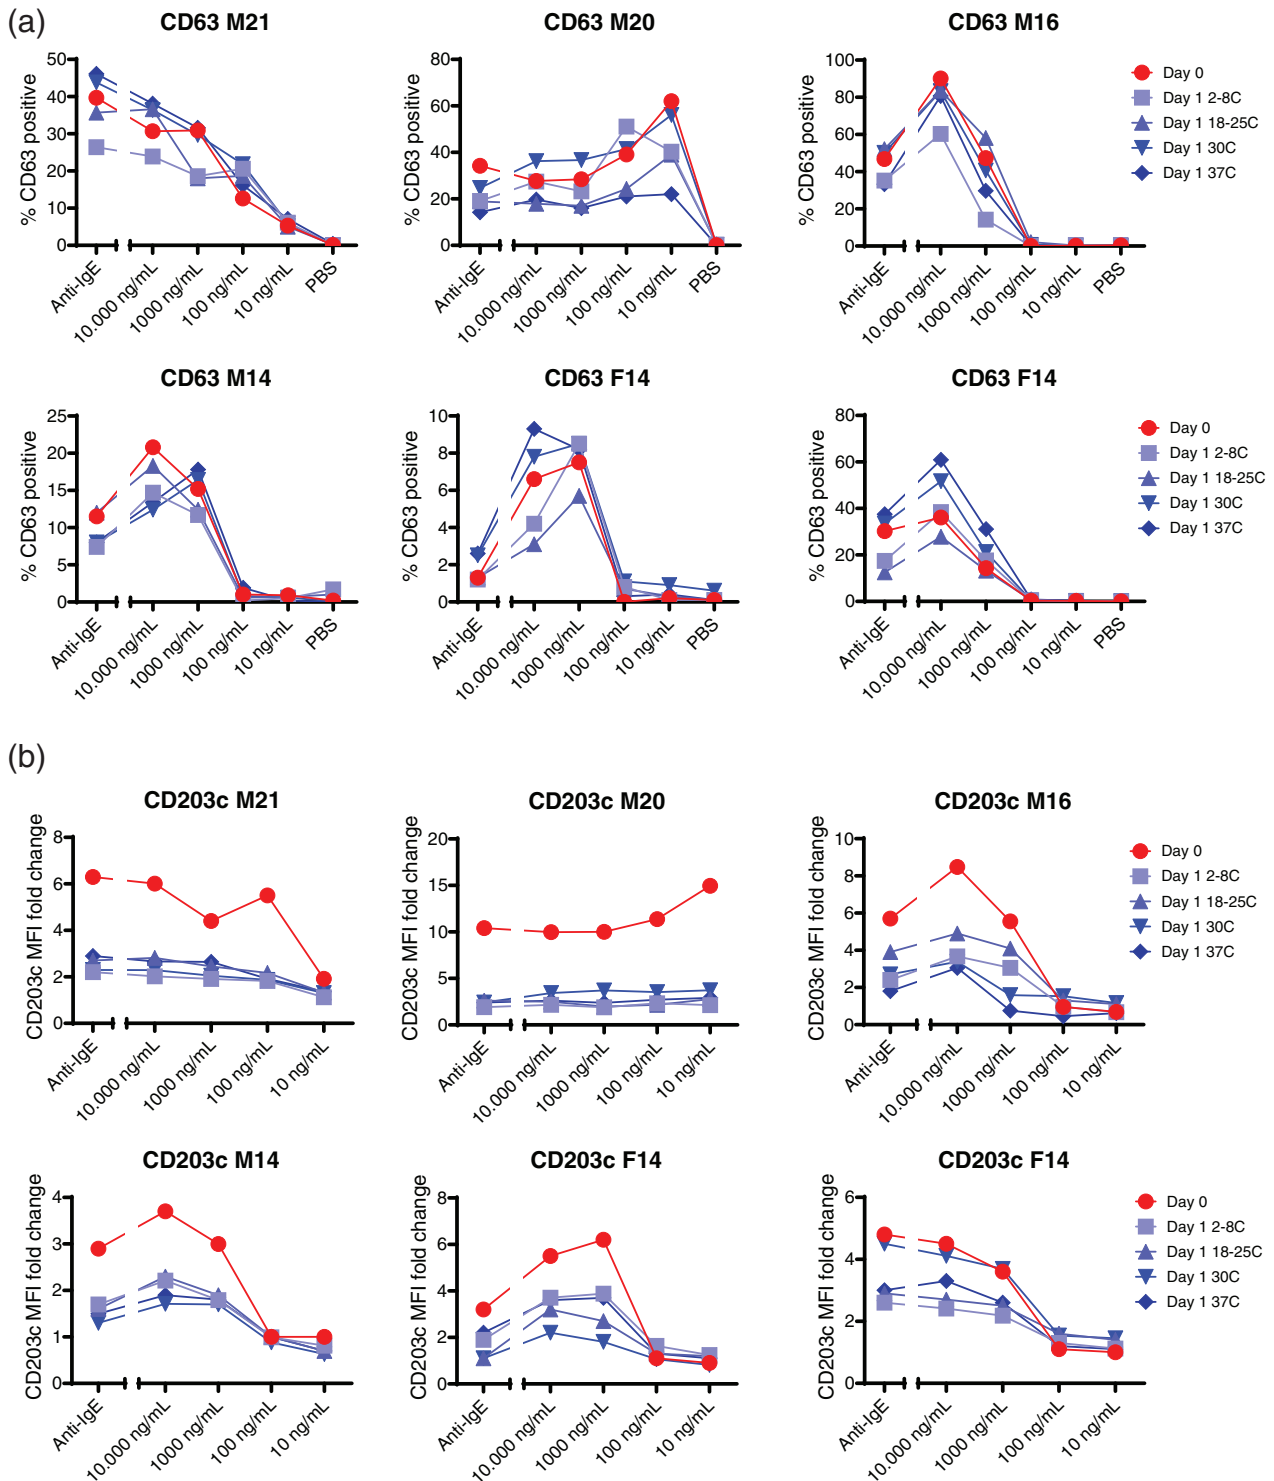 (a)
CD63 M21
CD63 M20
CD63 M16
% CD63 positive
50
40
30
20
10
0
Anti-IgE
10.000 ng/mL
1000 ng/mL
100 ng/mL
10 ng/mL
PBS
% CD63 positive
80
60
40
20
0
Anti-IgE
10.000 ng/mL
1000 ng/mL
100 ng/mL
10 ng/mL
PBS
% CD63 positive
100
80
60
40
20
0
Anti-IgE
10.000 ng/mL
1000 ng/mL
100 ng/mL
10 ng/mL
PBS
Day 0
Day 1 2-8C
Day 1 18-25C
Day 1 30C
Day 1 37C
CD63 M14
CD63 F14
CD63 F14
% CD63 positive
25
20
15
10
5
0
Anti-IgE
10.000 ng/mL
1000 ng/mL
100 ng/mL
10 ng/mL
PBS
% CD63 positive
10
8
6
4
2
0
Anti-IgE
10.000 ng/mL
1000 ng/mL
100 ng/mL
10 ng/mL
PBS
% CD63 positive
80
60
40
20
0
Anti-IgE
10.000 ng/mL
1000 ng/mL
100 ng/mL
10 ng/mL
PBS
Day 0
Day 1 2-8C
Day 1 18-25C
Day 1 30C
Day 1 37C
(b)
CD203c M21
CD203c M20
CD203c M16
CD203c MFI fold change
8
6
4
2
0
Anti-IgE
10.000 ng/mL
1000 ng/mL
100 ng/mL
10 ng/mL
CD203c MFI fold change
20
15
10
5
0
Anti-IgE
10.000 ng/mL
1000 ng/mL
100 ng/mL
10 ng/mL
CD203c MFI fold change
10
8
6
4
2
0
Anti-IgE
10.000 ng/mL
1000 ng/mL
100 ng/mL
10 ng/mL
Day 0
Day 1 2-8C
Day 1 18-25C
Day 1 30C
Day 1 37C
CD203c M14
CD203c F14
CD203c F14
CD203c MFI fold change
4
3
2
1
0
Anti-IgE
10.000 ng/mL
1000 ng/mL
100 ng/mL
10 ng/mL
CD203c MFI fold change
8
6
4
2
0
Anti-IgE
10.000 ng/mL
1000 ng/mL
100 ng/mL
10 ng/mL
CD203c MFI fold change
6
4
2
0
Anti-IgE
10.000 ng/mL
1000 ng/mL
100 ng/mL
10 ng/mL
Day 0
Day 1 2-8C
Day 1 18-25C
Day 1 30C
Day 1 37C